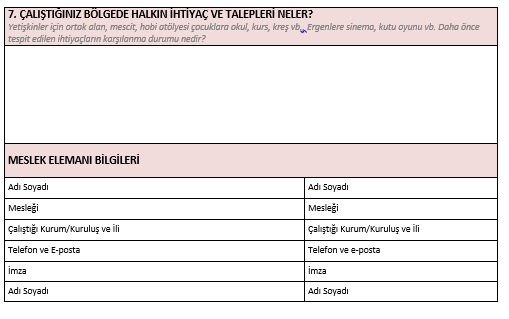 7. ÇALIŞTIĞINIZ BÖLGEDE HALKIN İHTİYAÇ VE TALEPLERİ NELER?
Yetişkinler için ortak alan, mescit, hobi atölyesi çocuklara okul, kurs, kreş vb., Ergenlere sinema, kutu oyunu vb. Daha önce
tespit edilen ihtiyaçların karşılanma durumu nedir?
MESLEK ELEMANI BİLGİLERİ
Adı Soyadı Adı Soyadı
Mesleği Mesleği
Çalıştığı Kurum/Kuruluş ve İli Çalıştığı Kurum/Kuruluş ve İli
Telefon ve E-posta Telefon ve e-posta
İmza İmza
Adı Soyadı Adı Soyadı